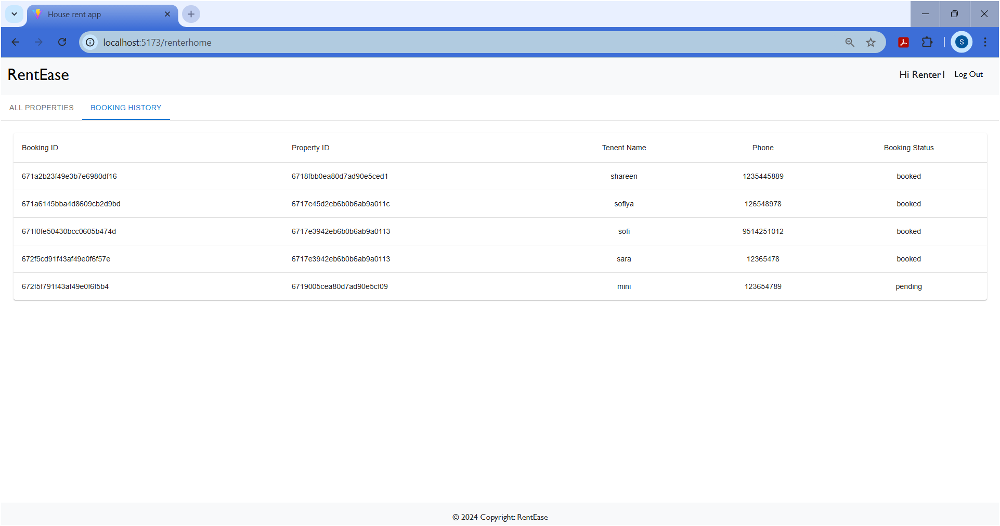 House rent app
localhost:5173/renterhome
S
RentEase
Hi Renter1 Log Out
ALL PROPERTIES BOOKING HISTORY
Booking ID Property ID Tenent Name Phone Booking Status
671a2b23f49e3b7e6980df16 6718fbb0ea80d7ad90e5ced1 shareen 1235445889 booked
671a6145bba4d8609cb2d9bd 6717e45d2eb6b0b6ab9a011c sofiya 126548978 booked
671f0fe50430bcc0605b474d 6717e3942eb6b0b6ab9a0113 sofi 9514251012 booked
672f5cd91f43af49e0f6f57e 6717e3942eb6b0b6ab9a0113 sara 12365478 booked
672f5f791f43af49e0f6f5b4 6719005cea80d7ad90e5cf09 mini 123654789 pending
© 2024 Copyright: RentEase